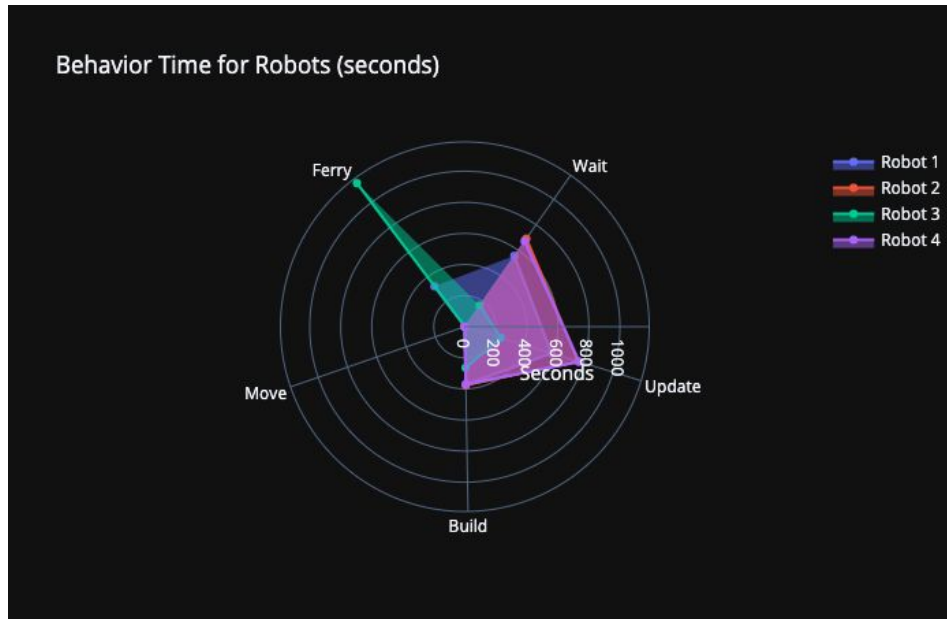 Behavior Time for Robots (seconds)
Ferry
Wait
Robot 1
Robot 2
Robot 3
Robot 4
0
200
400
600
800
1000
Seconds
Update
Move
Build